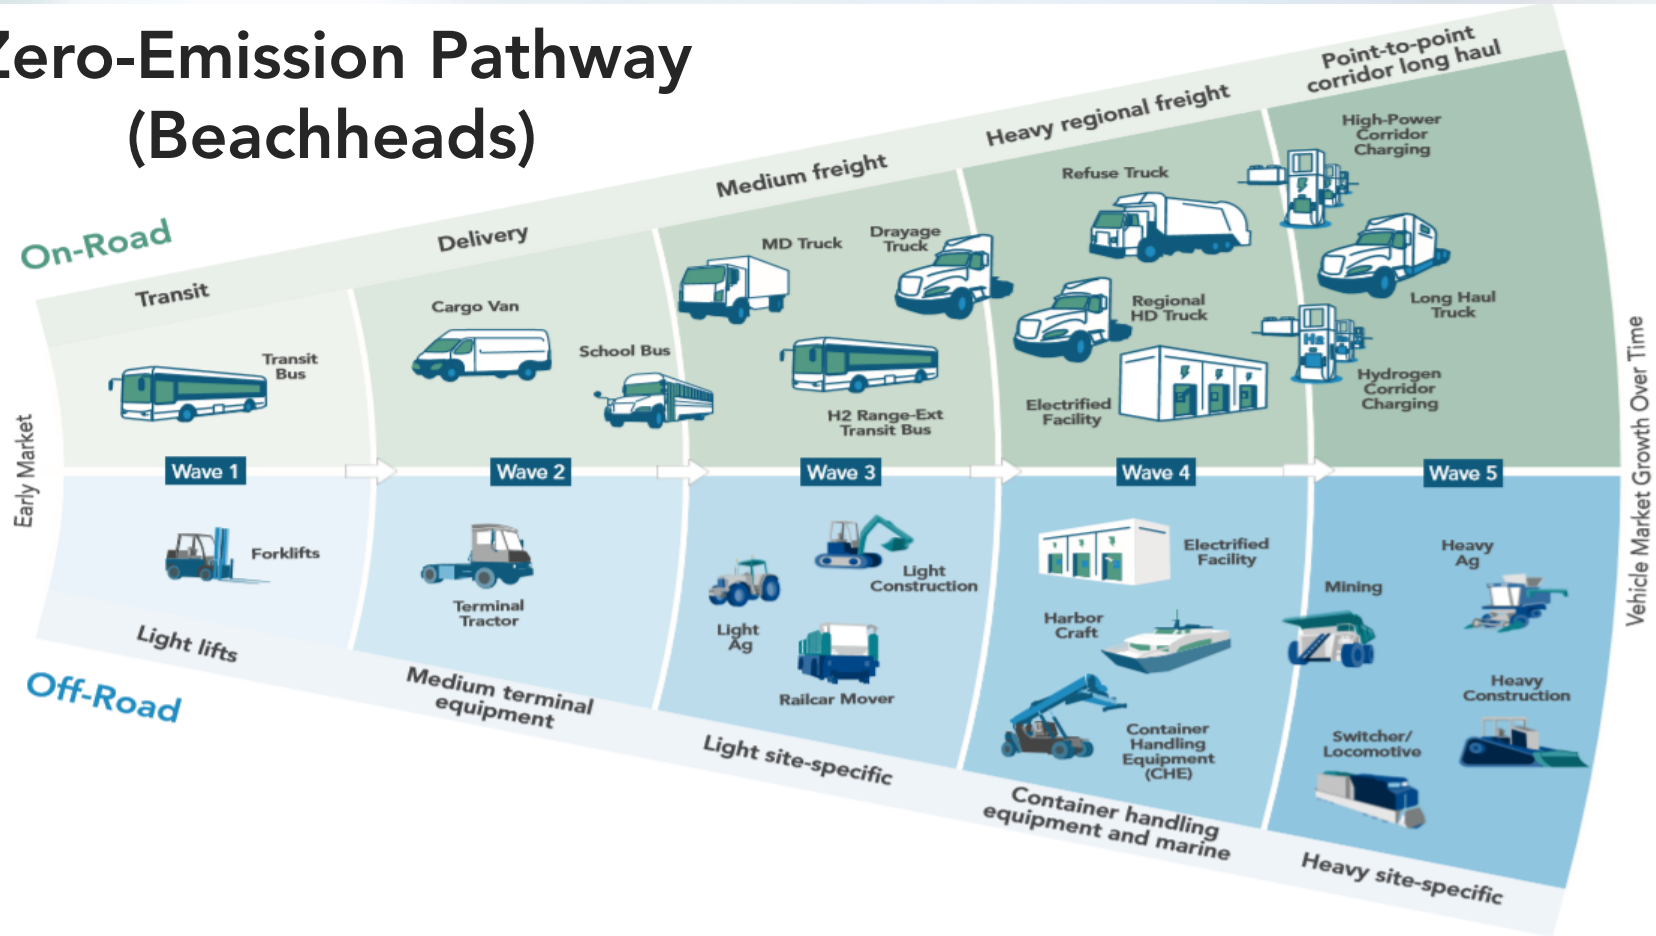 Zero-Emission Pathway
(Beachheads)
On-Road
Transit
Delivery
Medium freight
Heavy regional freight
Point-to-point
corridor long haul
Transit
Bus
Cargo Van
School Bus
MD Truck
Drayage
Truck
H2 Range-Ext
Transit Bus
Refuse Truck
Regional
HD Truck
Electrified
Facility
High-Power
Corridor
Charging
Long Haul
Truck
H2
Hydrogen
Corridor
Charging
Early Market
Wave 1
Wave 2
Wave 3
Wave 4
Wave 5
Vehicle Market Growth Over Time
Forklifts
Terminal
Tractor
Light
Ag
Light
Construction
Railcar Mover
Electrified
Facility
Harbor
Craft
Container
Handling
Equipment
(CHE)
Mining
Heavy
Ag
Heavy
Construction
Switcher/
Locomotive
Off-Road
Light lifts
Medium terminal
equipment
Light site-specific
Container handling
equipment and marine
Heavy site-specific